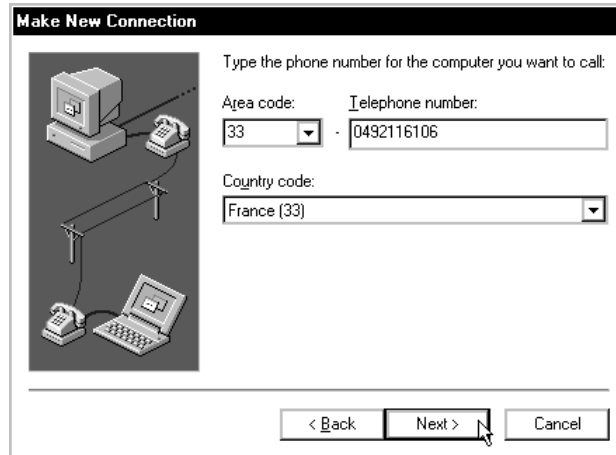 Make New Connection
Type the phone number for the computer you want to call:
Area code: Telephone number:
33 - 0492116106
Country code:
France (33)
< Back Next > Cancel